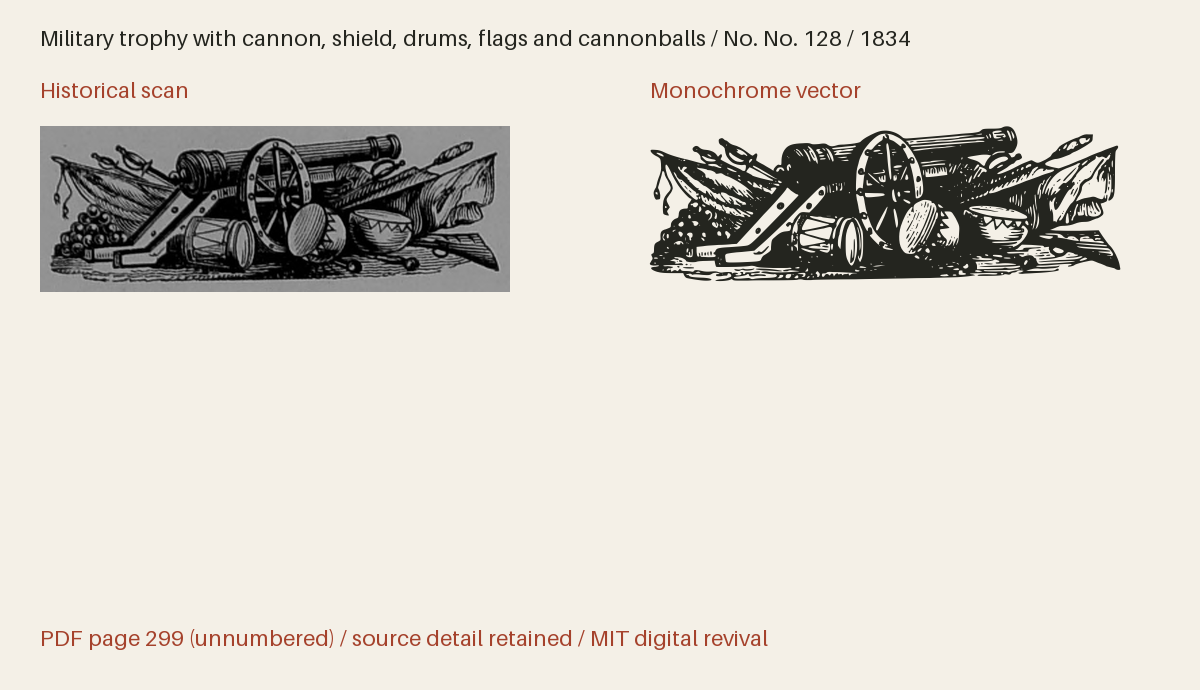 Military trophy with cannon, shield, drums, flags and cannonballs / No. No. 128 / 1834
Historical scan
Monochrome vector
PDF page 299 (unnumbered) / source detail retained / MIT digital revival